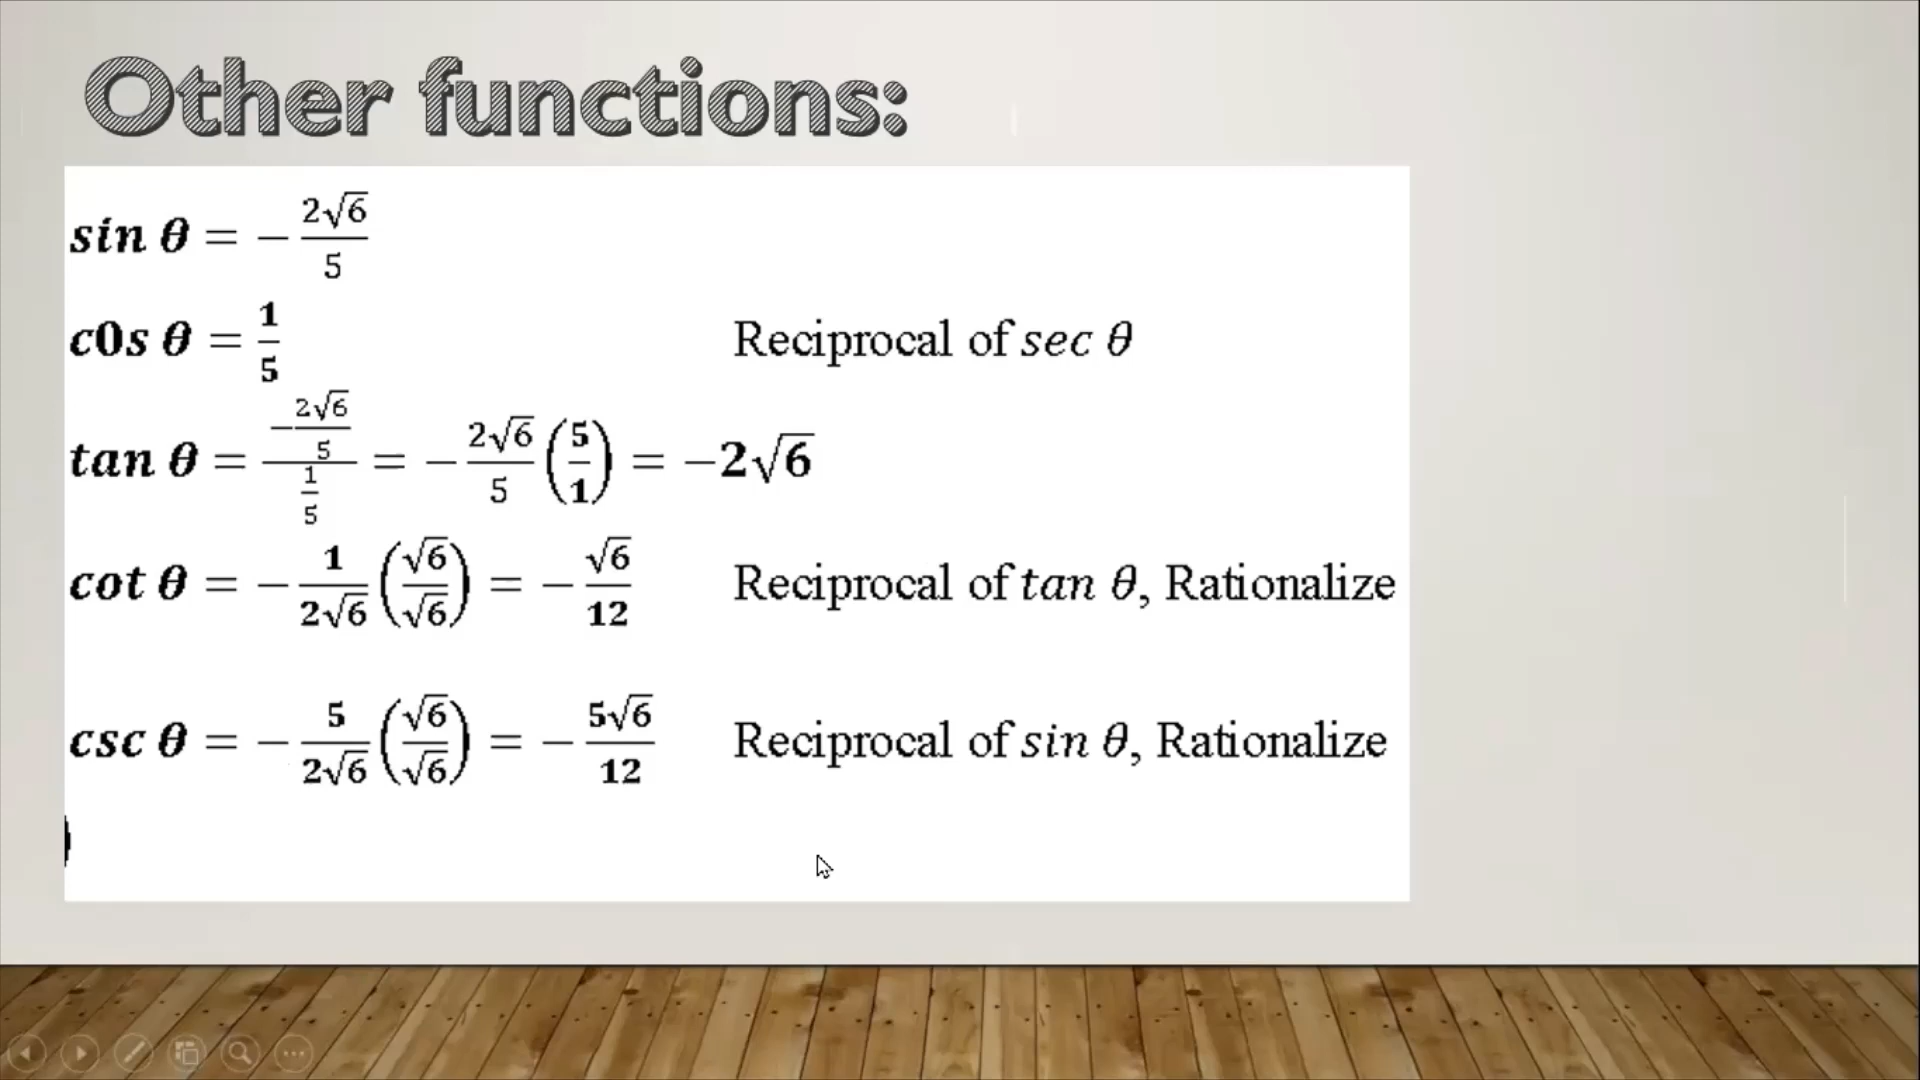 Other functions:
sin θ = − 2√6/5
c0s θ = 1/5 Reciprocal of sec θ
tan θ = (−2√6/5)/(1/5) = − 2√6/5 (5/1) = −2√6
cot θ = − 1/2√6 (√6/√6) = − √6/12 Reciprocal of tan θ, Rationalize
csc θ = − 5/2√6 (√6/√6) = − 5√6/12 Reciprocal of sin θ, Rationalize